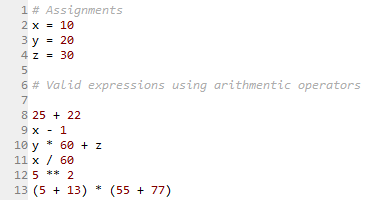 1 # Assignments
2 x = 10
3 y = 20
4 z = 30
5
6 # Valid expressions using arithmentic operators
7
8 25 + 22
9 x - 1
10 y * 60 + z
11 x / 60
12 5 ** 2
13 (5 + 13) * (55 + 77)